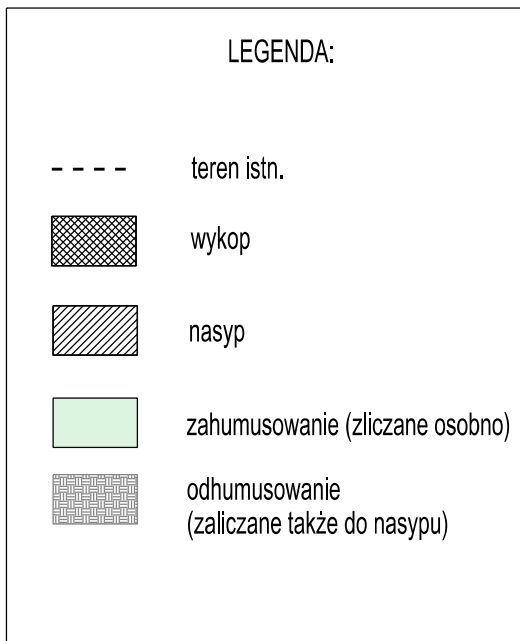 LEGENDA:
teren istn.
wykop
nasyp
zahumusowanie (zliczane osobno)
odhumusowanie
(zaliczane także do nasypu)